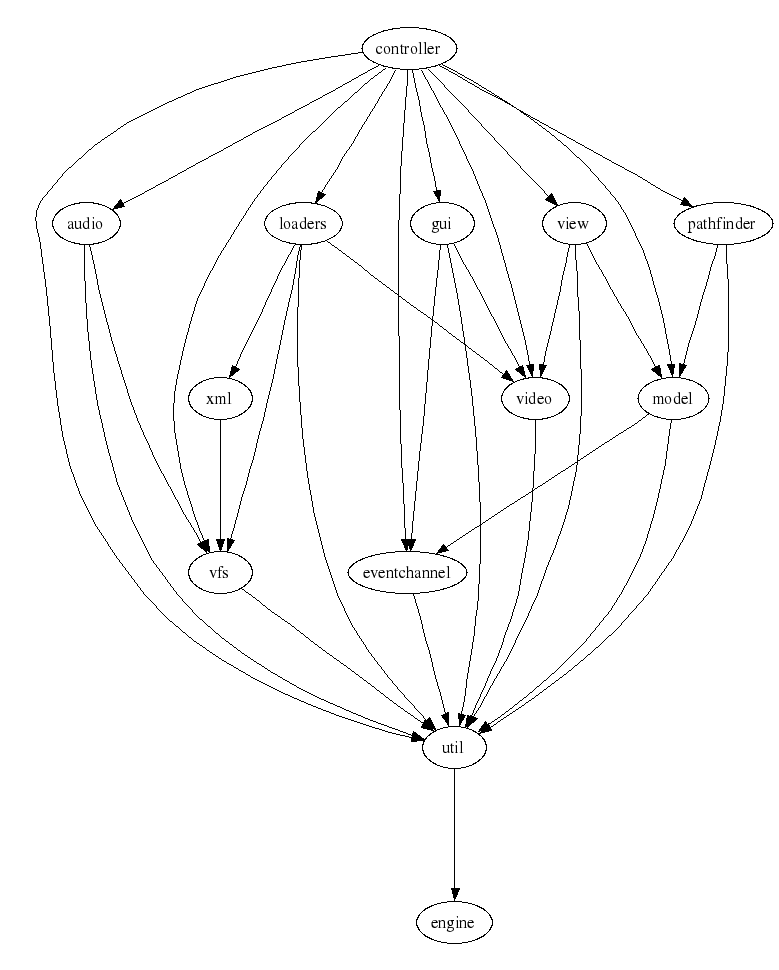 controller
audio
loaders
gui
view
pathfinder
xml
video
model
vfs
eventchannel
util
engine